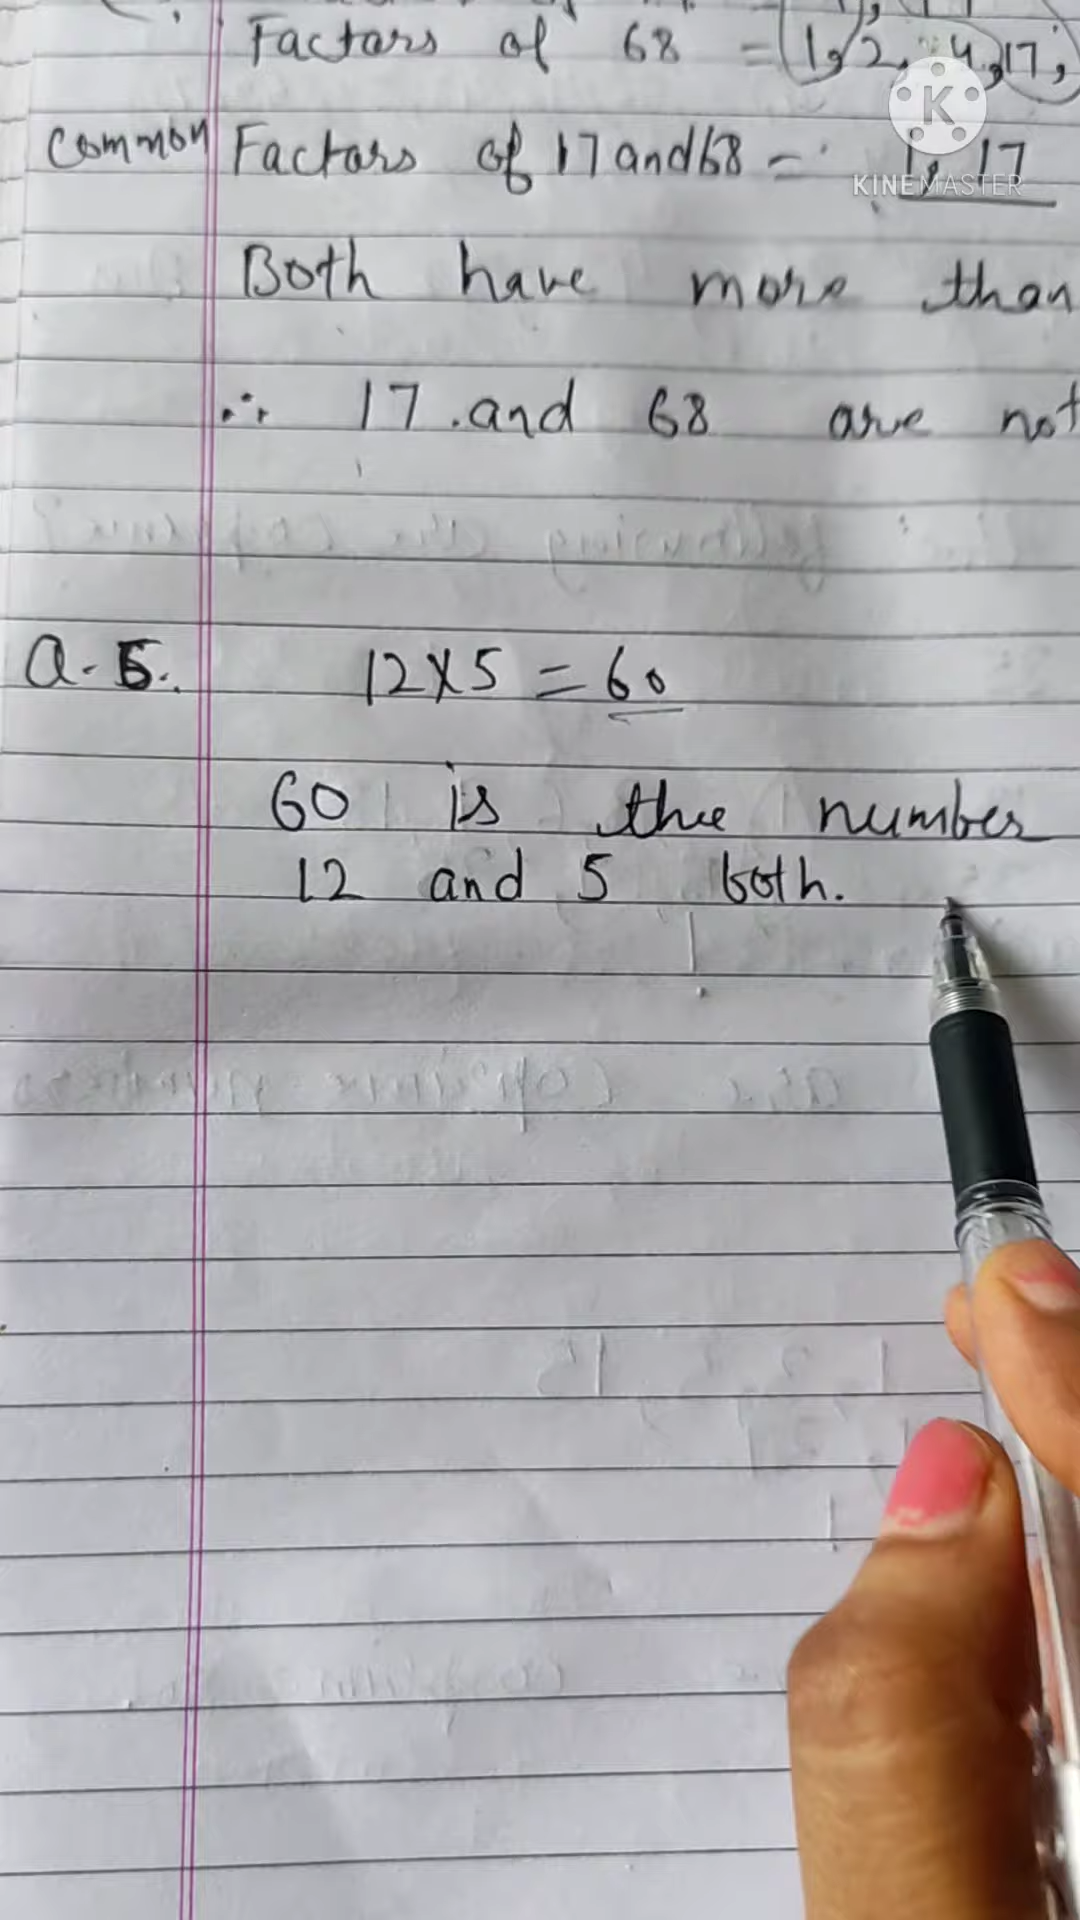 Factors of 68 = 1, 2, 4, 17,
Common Factors of 17 and 68 = 1, 17
KINEMASTER
Both have more than
∴ 17 and 68 are not
Q-5. 12×5 = 60
60 is the number
12 and 5 both.